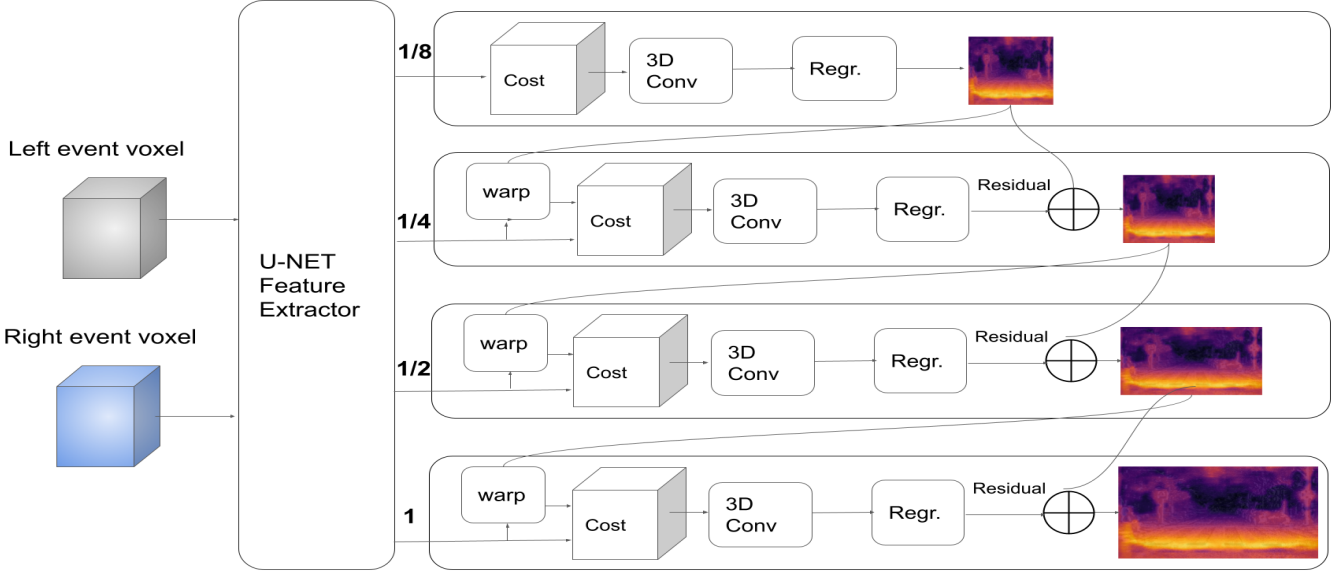 Left event voxel
Right event voxel
U-NET
Feature
Extractor
1/8
Cost
3D
Conv
Regr.
1/4
warp
Cost
3D
Conv
Regr.
Residual
1/2
warp
Cost
3D
Conv
Regr.
Residual
1
warp
Cost
3D
Conv
Regr.
Residual